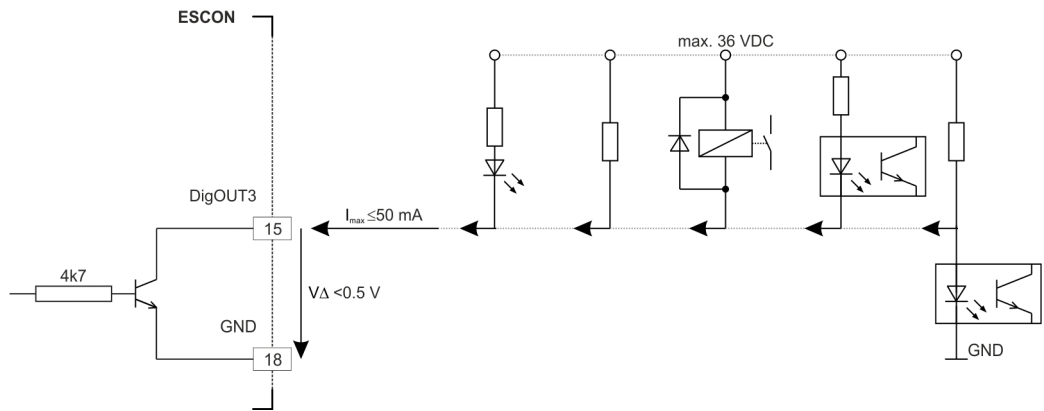 ESCON
max. 36 VDC
DigOUT3
15
Imax ≤50 mA
4k7
VΔ <0.5 V
GND
18
GND